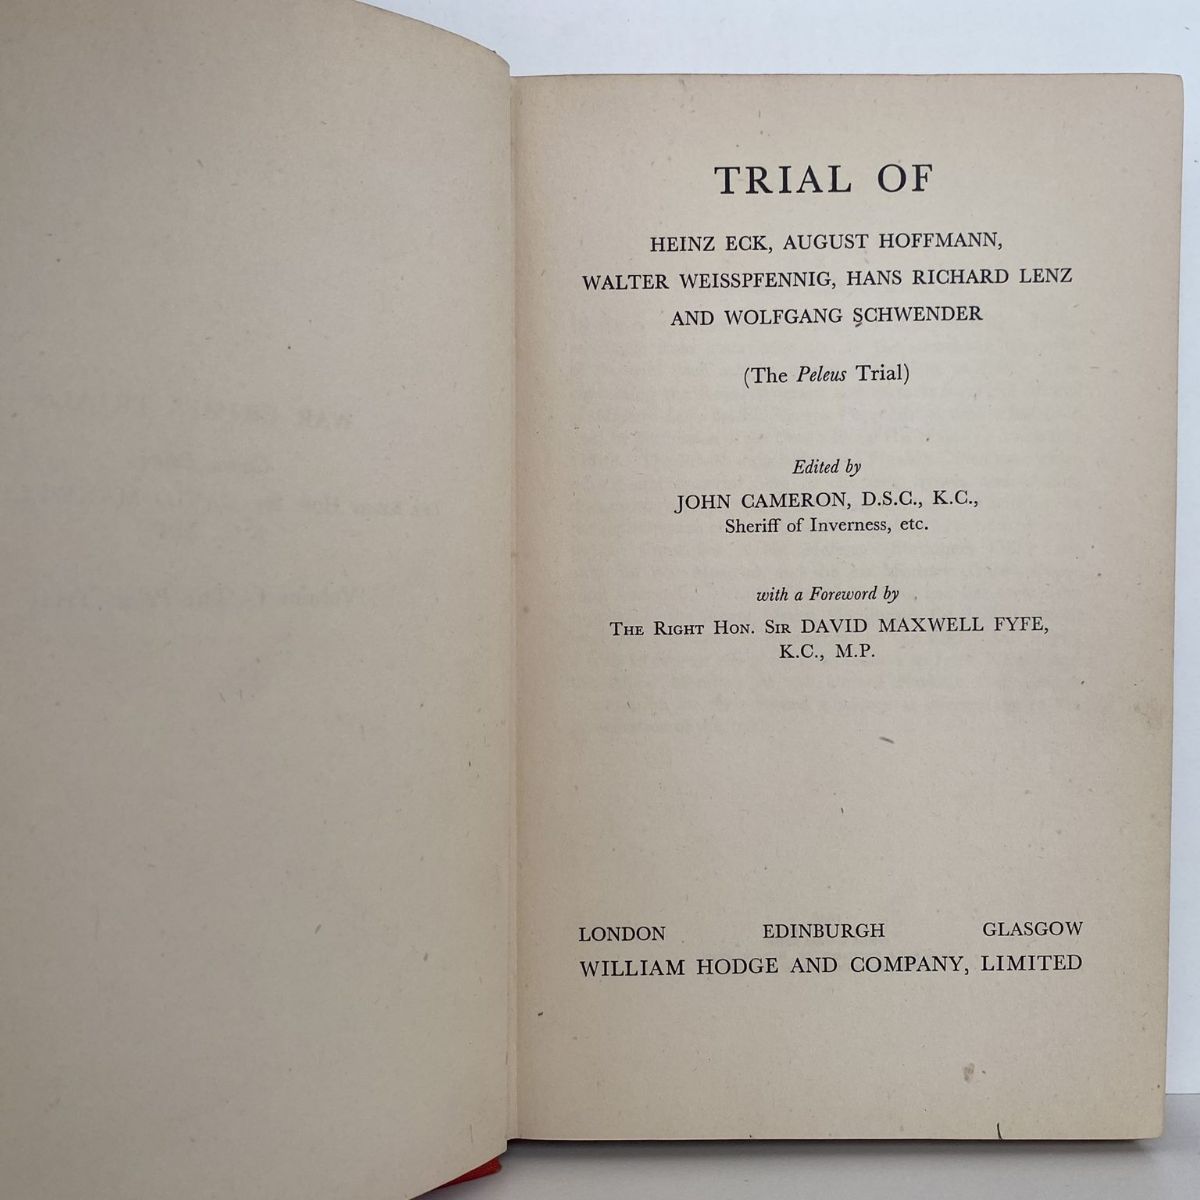 TRIAL OF
HEINZ ECK, AUGUST HOFFMANN,
WALTER WEISSPFENNIG, HANS RICHARD LENZ
AND WOLFGANG SCHWENDER
(The Peleus Trial)
Edited by
JOHN CAMERON, D.S.C., K.C.,
Sheriff of Inverness, etc.
with a Foreword by
THE RIGHT HON. SIR DAVID MAXWELL FYFE,
K.C., M.P.
LONDON EDINBURGH GLASGOW
WILLIAM HODGE AND COMPANY, LIMITED